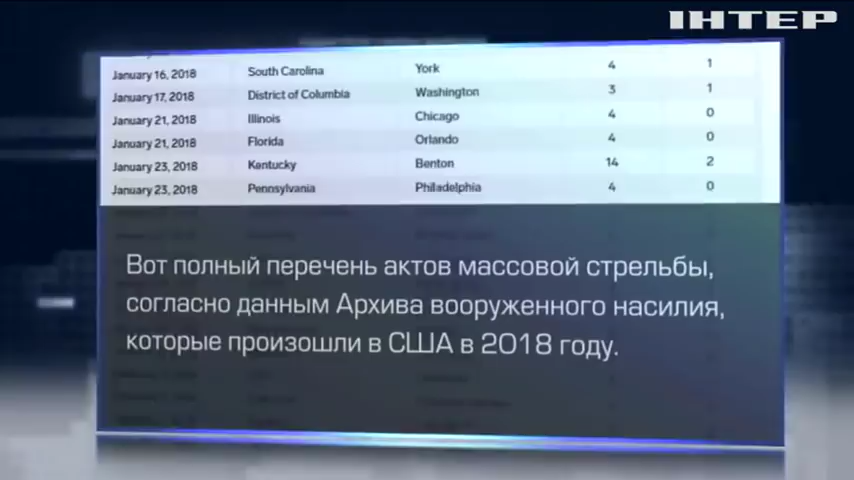 ІНТЕР
January 16, 2018 South Carolina York 4 1
January 17, 2018 District of Columbia Washington 3 1
January 21, 2018 Illinois Chicago 4 0
January 21, 2018 Florida Orlando 4 0
January 23, 2018 Kentucky Benton 14 2
January 23, 2018 Pennsylvania Philadelphia 4 0
Вот полный перечень актов массовой стрельбы,
согласно данным Архива вооруженного насилия,
которые произошли в США в 2018 году.